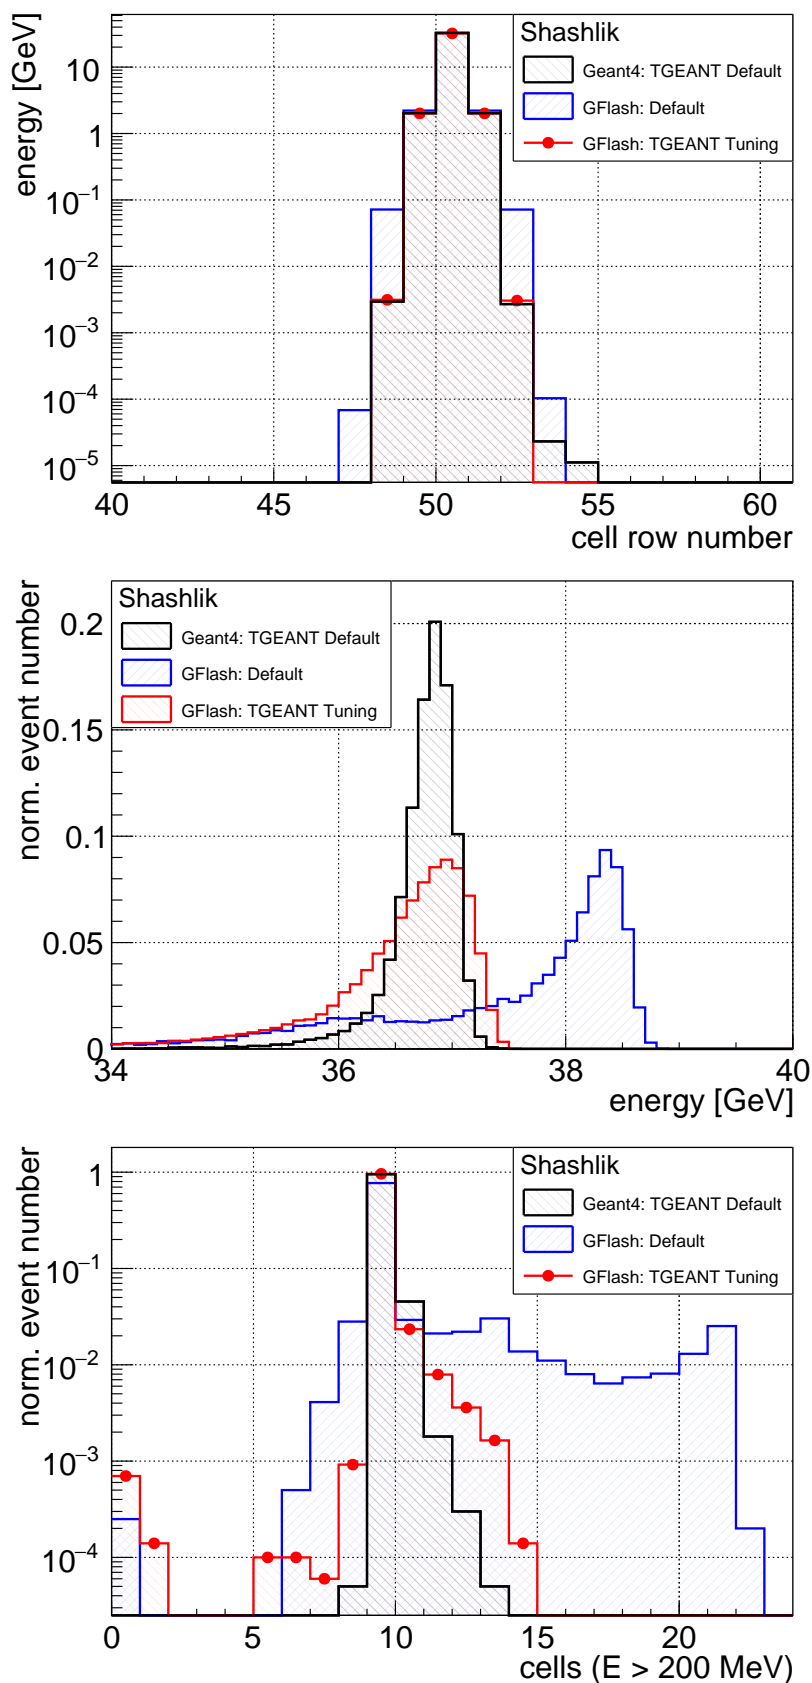 energy [GeV]
Shashlik
Geant4: TGEANT Default
GFlash: Default
GFlash: TGEANT Tuning
10
1
10⁻¹
10⁻²
10⁻³
10⁻⁴
10⁻⁵
40 45 50 55 60
cell row number
norm. event number
Shashlik
Geant4: TGEANT Default
GFlash: Default
GFlash: TGEANT Tuning
0.2
0.15
0.1
0.05
0
34 36 38 40
energy [GeV]
norm. event number
Shashlik
Geant4: TGEANT Default
GFlash: Default
GFlash: TGEANT Tuning
1
10⁻¹
10⁻²
10⁻³
10⁻⁴
0 5 10 15 20
cells (E > 200 MeV)